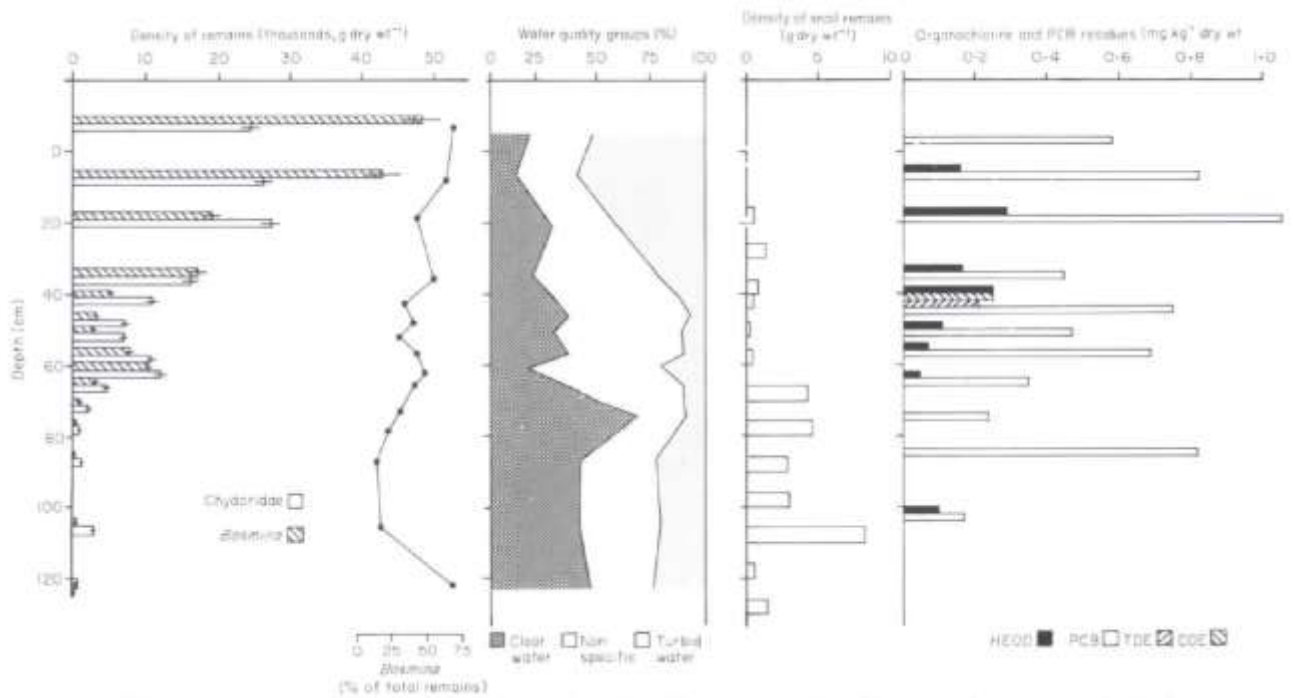 Density of remains (thousands, g dry wt⁻¹)
0 10 20 30 40 50
Water quality groups (%)
0 25 50 75 100
Density of snail remains
(g dry wt⁻¹)
0 5 10
Organochlorine and PCB residues (mg kg⁻¹ dry wt
0 0·2 0·4 0·6 0·8 1·0
Depth (cm)
0
20
40
60
80
100
120
Chydoridae
Bosmina
0 25 50 75
Bosmina
(% of total remains)
Clear water
Non specific
Turbid water
HEOD PCB TDE